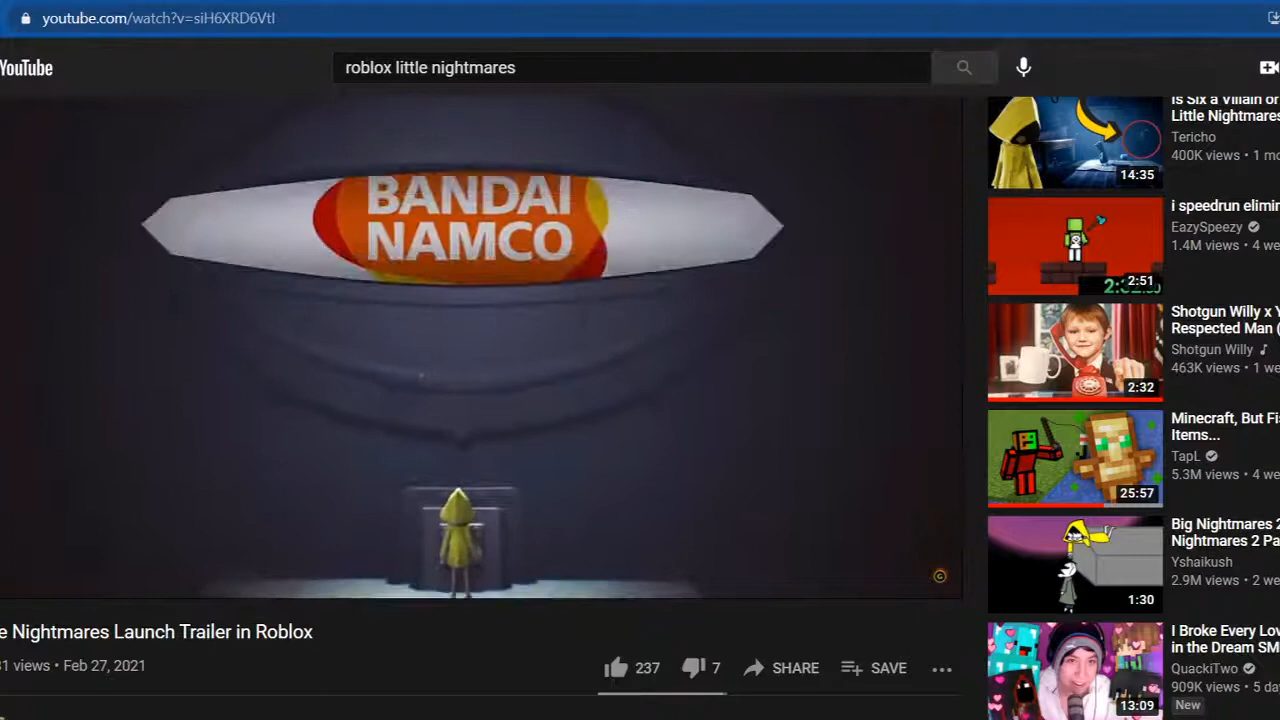 youtube.com/watch?v=siH6XRD6VtI
YouTube
roblox little nightmares
BANDAI
NAMCO
e Nightmares Launch Trailer in Roblox
31 views • Feb 27, 2021
237
7
SHARE
SAVE
Is Six a Villain or
Little Nightmares
Tericho
400K views • 1 mo
14:35
i speedrun elimin
EazySpeezy
1.4M views • 4 we
2:51
Shotgun Willy x Y
Respected Man (
Shotgun Willy
463K views • 1 we
2:32
Minecraft, But Fis
Items...
TapL
5.3M views • 4 we
25:57
Big Nightmares 2
Nightmares 2 Pa
Yshaikush
2.9M views • 2 we
1:30
I Broke Every Lov
in the Dream SM
QuackiTwo
909K views • 5 day
New
13:09